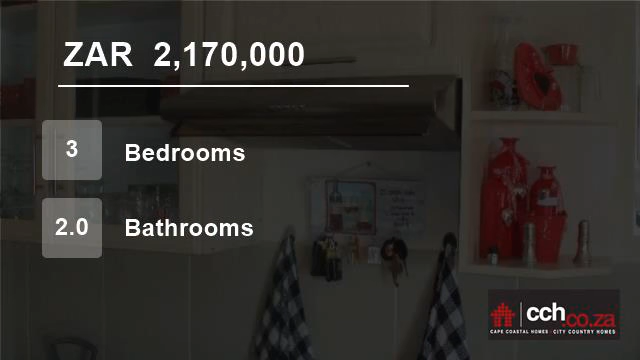 ZAR 2,170,000
3 Bedrooms
2.0 Bathrooms
cch.co.za
CAPE COASTAL HOMES · CITY COUNTRY HOMES